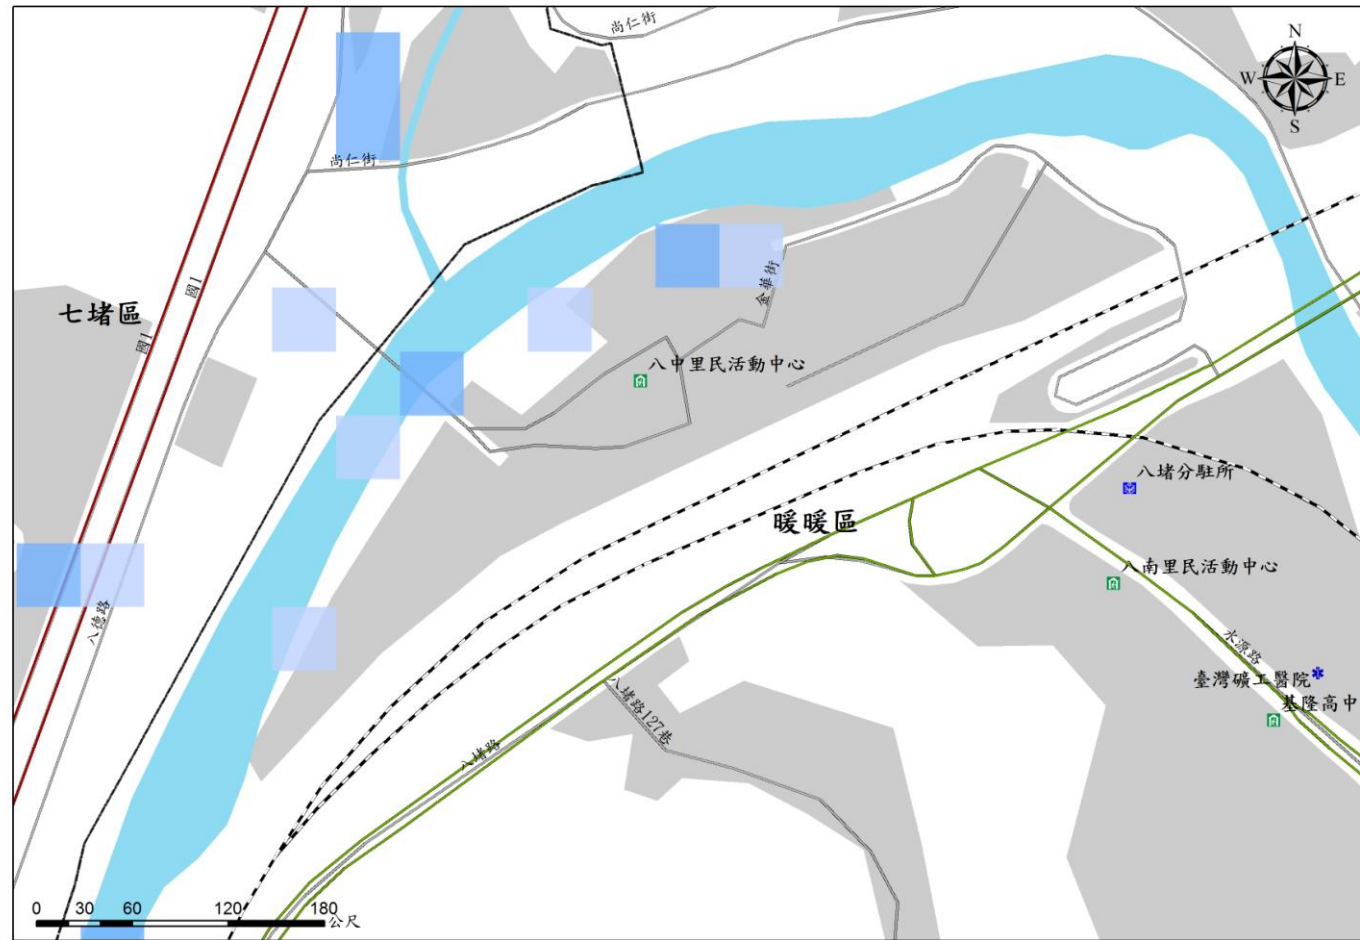 尚仁街
N
W
E
S
尚仁街
國1
金華街
七堵區
國1
八中里民活動中心
八堵分駐所
暖暖區
八南里民活動中心
八德路
水源路
臺灣礦工醫院
八堵路127巷
基隆高中
八堵路
0 30 60 120 180
公尺